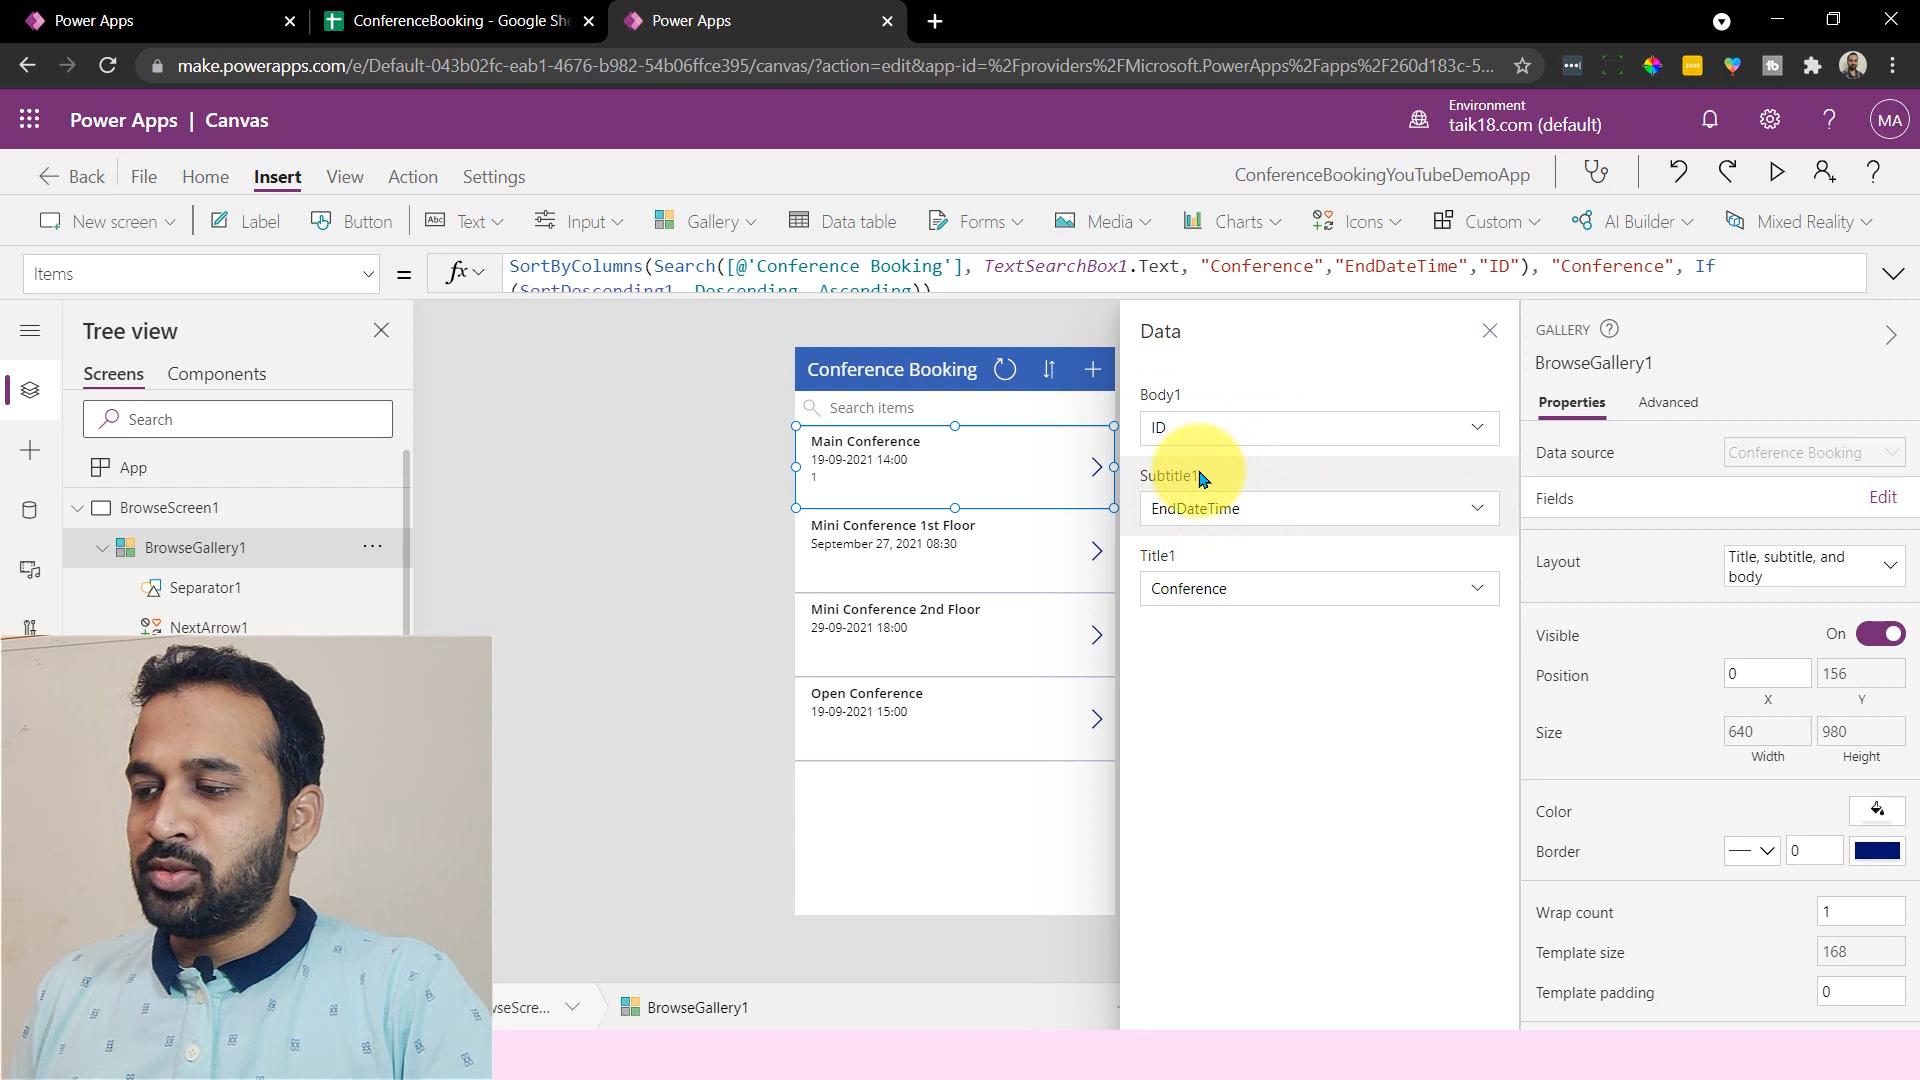 Power Apps
ConferenceBooking - Google She
Power Apps
make.powerapps.com/e/Default-043b02fc-eab1-4676-b982-54b06ffce395/canvas/?action=edit&app-id=%2Fproviders%2FMicrosoft.PowerApps%2Fapps%2F260d183c-5...
Power Apps | Canvas
Environment
taik18.com (default)
MA
Back
File
Home
Insert
View
Action
Settings
ConferenceBookingYouTubeDemoApp
New screen
Label
Button
Abc
Text
Input
Gallery
Data table
Forms
Media
Charts
Icons
Custom
AI Builder
Mixed Reality
Items
=
fx
SortByColumns(Search([@'Conference Booking'], TextSearchBox1.Text, "Conference","EndDateTime","ID"), "Conference", If
(SortDescending1, Descending, Ascending))
Tree view
Screens
Components
Search
App
BrowseScreen1
BrowseGallery1
Separator1
NextArrow1
Conference Booking
Search items
Main Conference
19-09-2021 14:00
1
Mini Conference 1st Floor
September 27, 2021 08:30
Mini Conference 2nd Floor
29-09-2021 18:00
Open Conference
19-09-2021 15:00
wseScre...
BrowseGallery1
Data
Body1
ID
Subtitle1
EndDateTime
Title1
Conference
GALLERY
BrowseGallery1
Properties
Advanced
Data source
Conference Booking
Fields
Edit
Layout
Title, subtitle, and
body
Visible
On
Position
0
156
X
Y
Size
640
980
Width
Height
Color
Border
0
Wrap count
1
Template size
168
Template padding
0